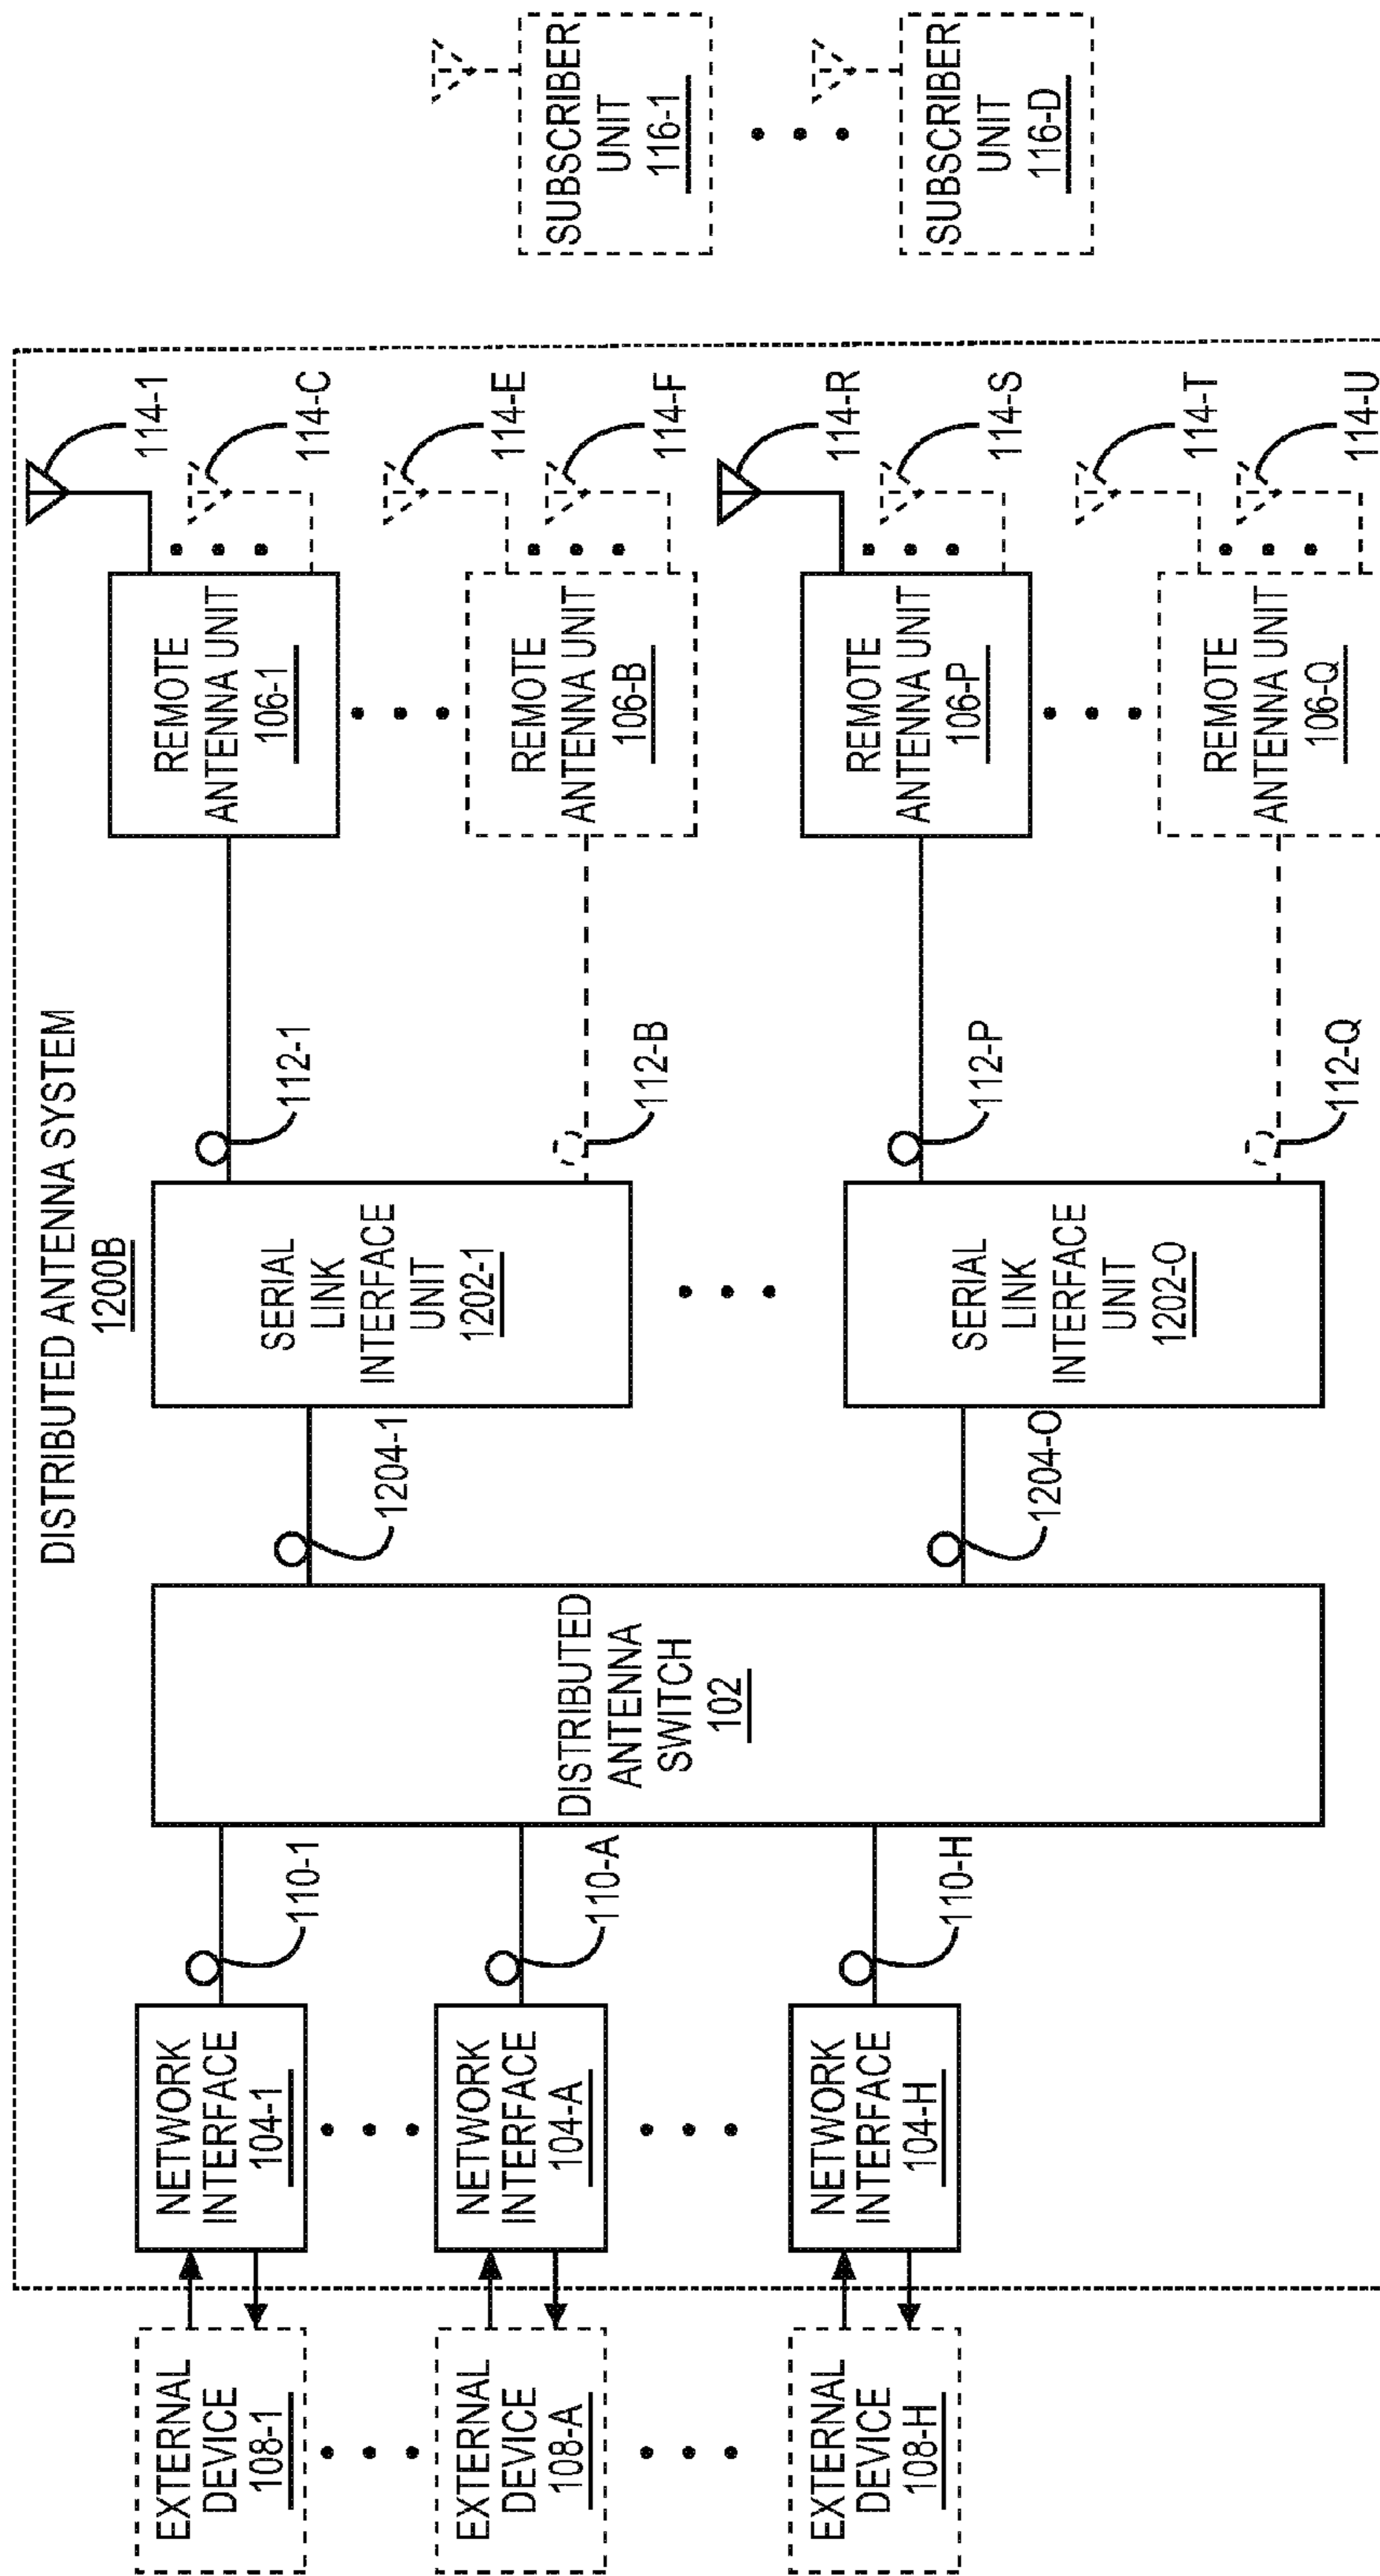 DISTRIBUTED ANTENNA SYSTEM
1200B
EXTERNAL
DEVICE
108-1
EXTERNAL
DEVICE
108-A
EXTERNAL
DEVICE
108-H
NETWORK
INTERFACE
104-1
NETWORK
INTERFACE
104-A
NETWORK
INTERFACE
104-H
110-1
110-A
110-H
DISTRIBUTED
ANTENNA
SWITCH
102
1204-1
1204-O
SERIAL
LINK
INTERFACE
UNIT
1202-1
SERIAL
LINK
INTERFACE
UNIT
1202-O
112-1
112-B
112-P
112-Q
REMOTE
ANTENNA UNIT
106-1
REMOTE
ANTENNA UNIT
106-B
REMOTE
ANTENNA UNIT
106-P
REMOTE
ANTENNA UNIT
106-Q
114-1
114-C
114-E
114-F
114-R
114-S
114-T
114-U
SUBSCRIBER
UNIT
116-1
SUBSCRIBER
UNIT
116-D